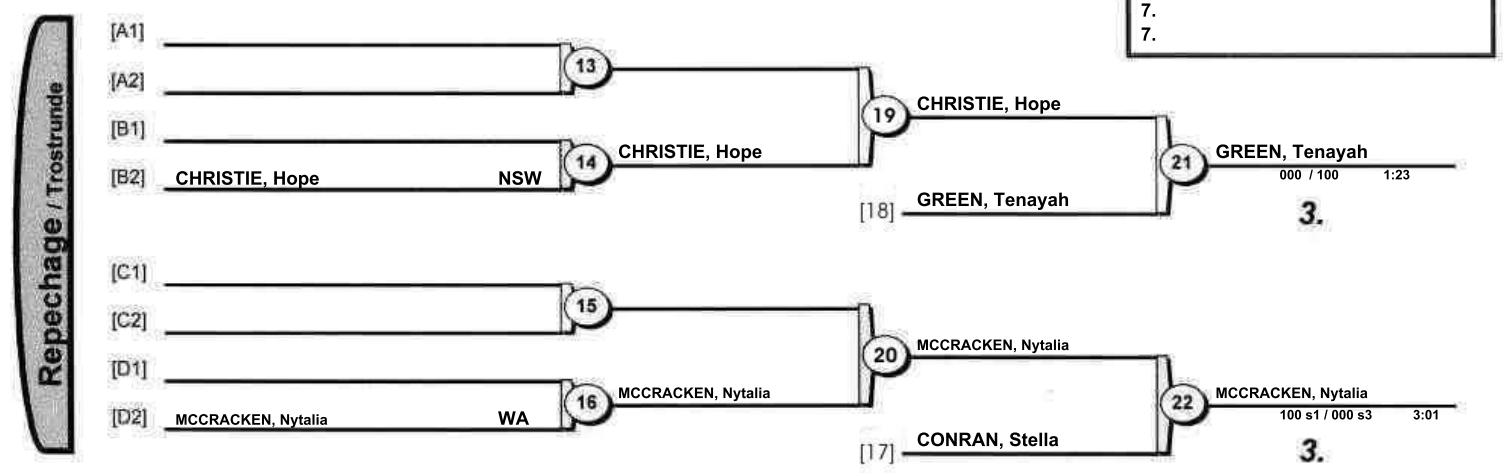 7.
7.
Repechage / Trostrunde
[A1]
13
[A2]
19 CHRISTIE, Hope
[B1]
14 CHRISTIE, Hope
21 GREEN, Tenayah
000 / 100 1:23
[B2] CHRISTIE, Hope NSW
[18] GREEN, Tenayah
3.
[C1]
15
[C2]
20 MCCRACKEN, Nytalia
[D1]
16 MCCRACKEN, Nytalia
22 MCCRACKEN, Nytalia
100 s1 / 000 s3 3:01
[D2] MCCRACKEN, Nytalia WA
[17] CONRAN, Stella
3.